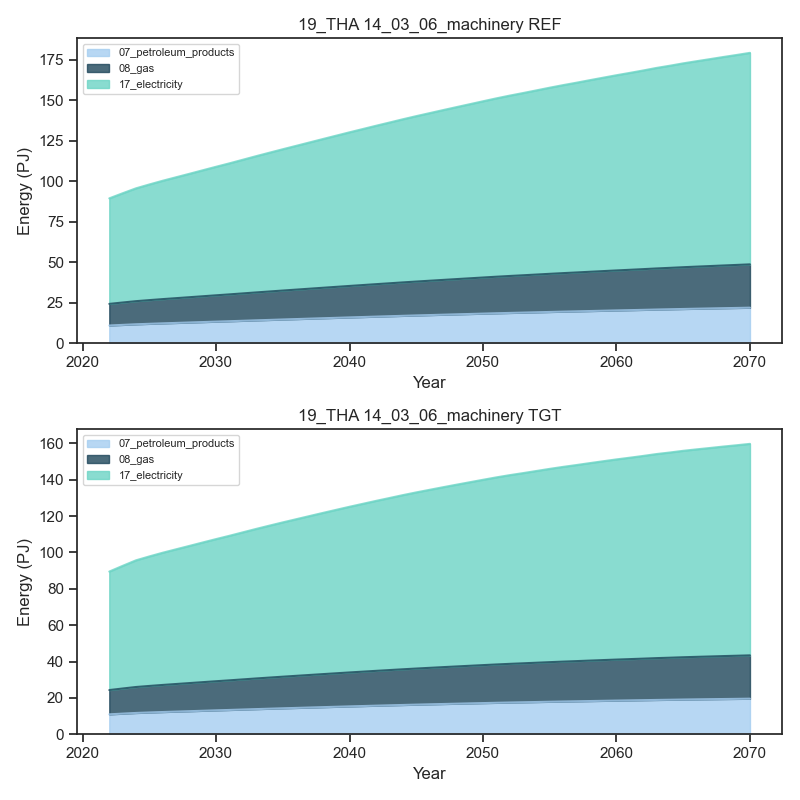 19_THA 14_03_06_machinery REF
07_petroleum_products
08_gas
17_electricity
Energy (PJ)
175
150
125
100
75
50
25
0
2020 2030 2040 2050 2060 2070
Year
19_THA 14_03_06_machinery TGT
07_petroleum_products
08_gas
17_electricity
Energy (PJ)
160
140
120
100
80
60
40
20
0
2020 2030 2040 2050 2060 2070
Year